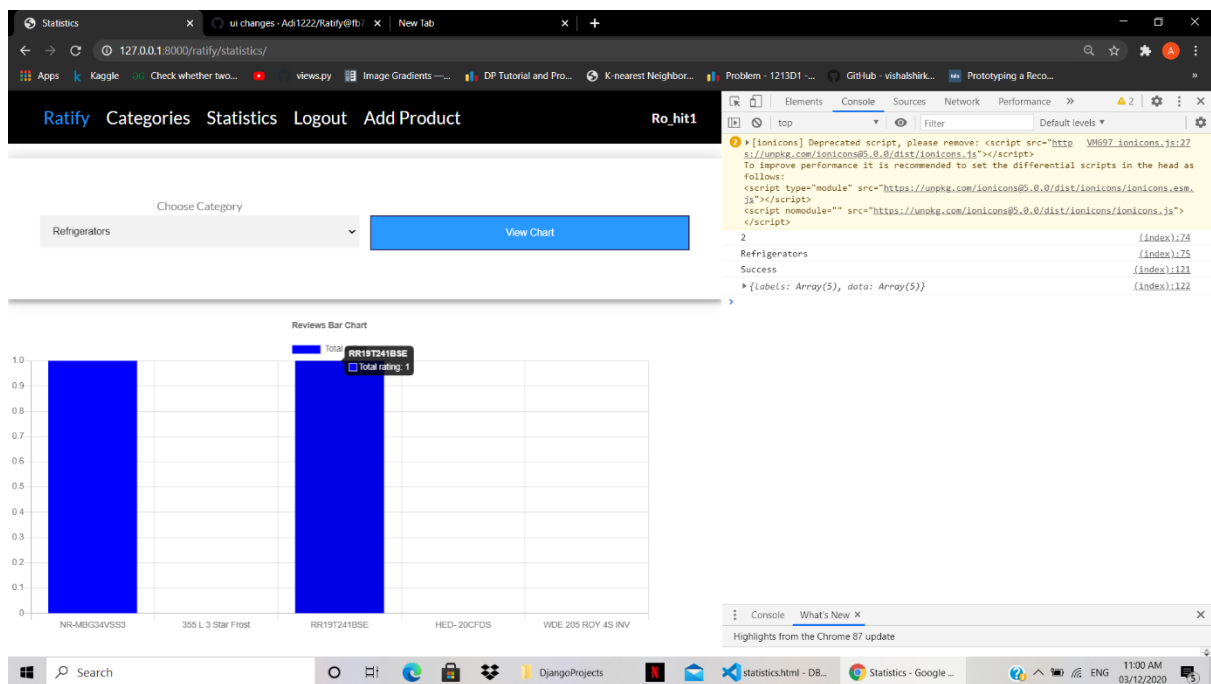 Statistics
ui changes · Adi1222/Ratify@fb7
New Tab
127.0.0.1:8000/ratify/statistics/
Apps
Kaggle
Check whether two...
views.py
Image Gradients —...
DP Tutorial and Pro...
K-nearest Neighbor...
Problem - 1213D1 -...
GitHub - vishalshirk...
Prototyping a Reco...
»
Ratify Categories Statistics Logout Add Product Ro_hit1
Choose Category
Refrigerators
View Chart
Reviews Bar Chart
Total
RR19T241BSE
Total rating: 1
1.0
0.9
0.8
0.7
0.6
0.5
0.4
0.3
0.2
0.1
0
NR-MBG34VSS3 355 L 3 Star Frost RR19T241BSE HED- 20CFDS WDE 205 ROY 4S INV
Elements Console Sources Network Performance » 2
top Filter Default levels ▼
2 [ionicons] Deprecated script, please remove: <script src="http VM697 ionicons.js:27
s://unpkg.com/ionicons@5.0.0/dist/ionicons.js"></script>
To improve performance it is recommended to set the differential scripts in the head as
follows:
<script type="module" src="https://unpkg.com/ionicons@5.0.0/dist/ionicons/ionicons.esm.
js"></script>
<script nomodule="" src="https://unpkg.com/ionicons@5.0.0/dist/ionicons/ionicons.js">
</script>
2 (index):74
Refrigerators (index):75
Success (index):121
{labels: Array(5), data: Array(5)} (index):122
>
Console What's New ×
Highlights from the Chrome 87 update
Search
DjangoProjects
statistics.html - DB...
Statistics - Google ...
ENG
11:00 AM
03/12/2020
5